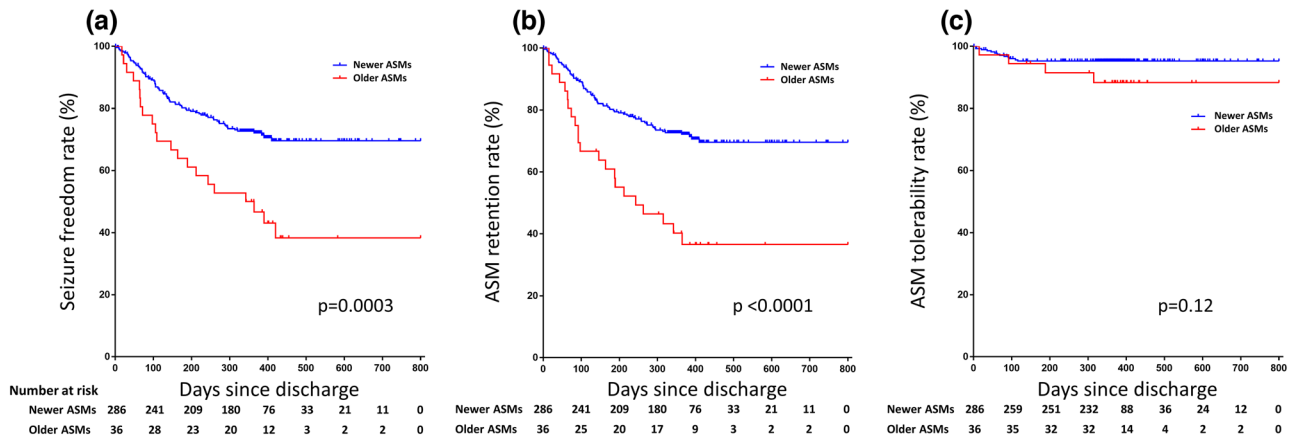 (a)
Seizure freedom rate (%)
100
80
60
40
20
0
Newer ASMs
Older ASMs
p=0.0003
0 100 200 300 400 500 600 700 800
Days since discharge
Number at risk
Newer ASMs 286 241 209 180 76 33 21 11 0
Older ASMs 36 28 23 20 12 3 2 2 0
(b)
ASM retention rate (%)
100
80
60
40
20
0
Newer ASMs
Older ASMs
p <0.0001
0 100 200 300 400 500 600 700 800
Days since discharge
Newer ASMs 286 241 209 180 76 33 21 11 0
Older ASMs 36 25 20 17 9 3 2 2 0
(c)
ASM tolerability rate (%)
100
80
60
40
20
0
Newer ASMs
Older ASMs
p=0.12
0 100 200 300 400 500 600 700 800
Days since discharge
Newer ASMs 286 259 251 232 88 36 24 12 0
Older ASMs 36 35 32 32 14 4 2 2 0